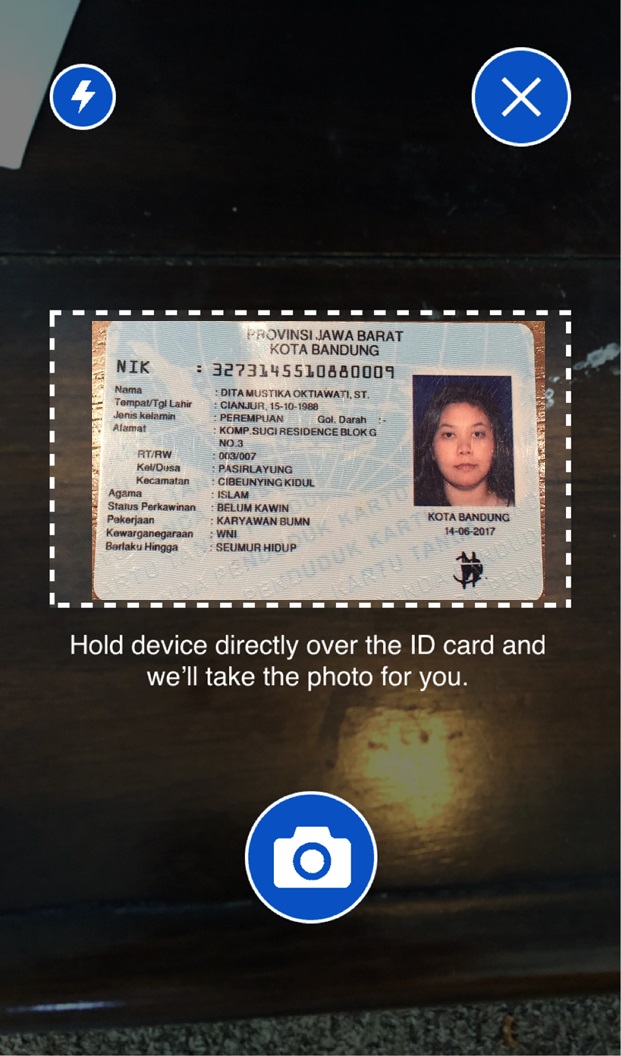 PROVINSI JAWA BARAT
KOTA BANDUNG
NIK : 3273145510880009
Nama : DITA MUSTIKA OKTIAWATI, ST.
Tempat/Tgl Lahir : CIANJUR, 15-10-1988
Jenis kelamin : PEREMPUAN Gol. Darah :-
Alamat : KOMP.SUCI RESIDENCE BLOK G
NO.3
RT/RW : 003/007
Kel/Desa : PASIRLAYUNG
Kecamatan : CIBEUNYING KIDUL
Agama : ISLAM
Status Perkawinan : BELUM KAWIN
Pekerjaan : KARYAWAN BUMN
Kewarganegaraan : WNI
Berlaku Hingga : SEUMUR HIDUP
KOTA BANDUNG
14-06-2017
Hold device directly over the ID card and
we'll take the photo for you.